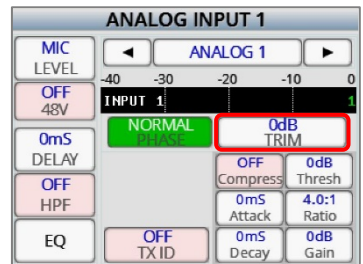 ANALOG INPUT 1
MIC
LEVEL
◄ ANALOG 1 ►
-40 -30 -20 -10 0
OFF
48V
INPUT 1 1
NORMAL
PHASE
0dB
TRIM
0mS
DELAY
OFF
Compress
0dB
Thresh
OFF
HPF
0mS
Attack
4.0:1
Ratio
EQ
OFF
TX ID
0mS
Decay
0dB
Gain